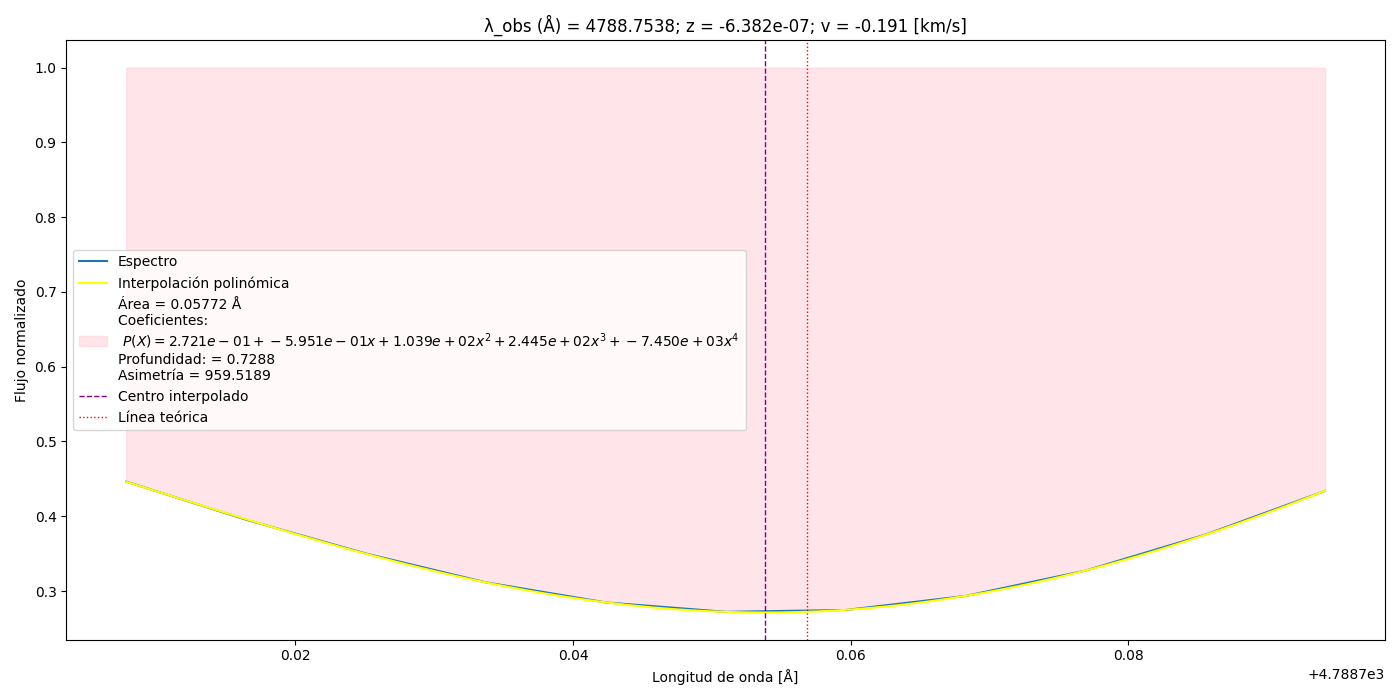 λ_obs (Å) = 4788.7538; z = -6.382e-07; v = -0.191 [km/s]
1.0
0.9
0.8
0.7
0.6
0.5
0.4
0.3
Flujo normalizado
Espectro
Interpolación polinómica
Área = 0.05772 Å
Coeficientes:
P(X) = 2.721e − 01 + − 5.951e − 01x + 1.039e + 02x² + 2.445e + 02x³ + − 7.450e + 03x⁴
Profundidad: = 0.7288
Asimetría = 959.5189
Centro interpolado
Línea teórica
0.02 0.04 0.06 0.08
+4.7887e3
Longitud de onda [Å]